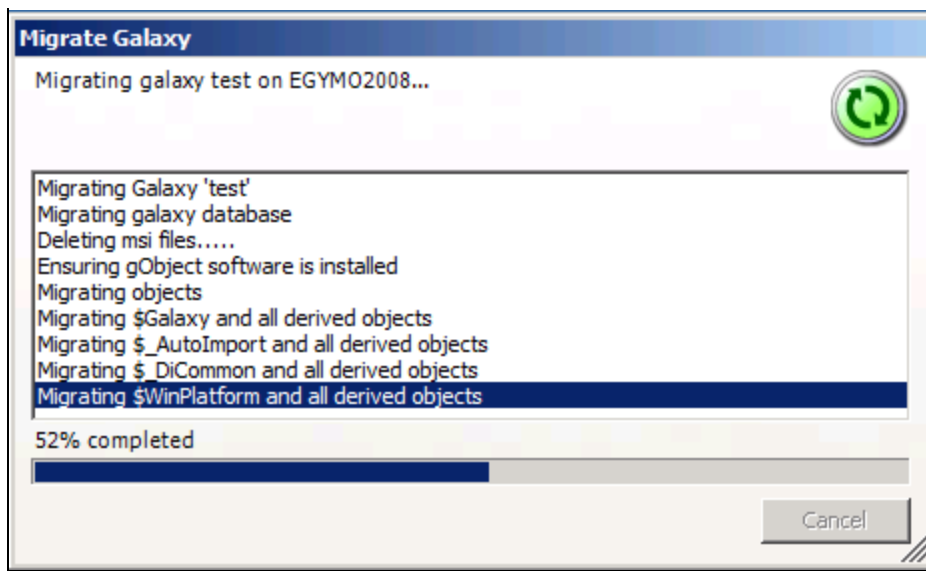 Migrate Galaxy
Migrating galaxy test on EGYMO2008...
Migrating Galaxy 'test'
Migrating galaxy database
Deleting msi files.....
Ensuring gObject software is installed
Migrating objects
Migrating $Galaxy and all derived objects
Migrating $_AutoImport and all derived objects
Migrating $_DiCommon and all derived objects
Migrating $WinPlatform and all derived objects
52% completed
Cancel